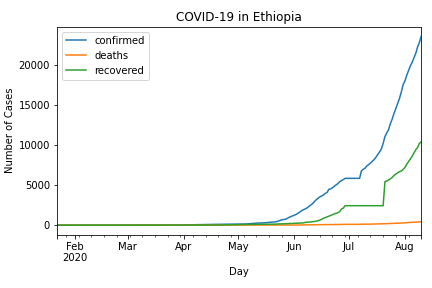 COVID-19 in Ethiopia
confirmed
deaths
recovered
Number of Cases
20000
15000
10000
5000
0
Feb Mar Apr May Jun Jul Aug
2020
Day